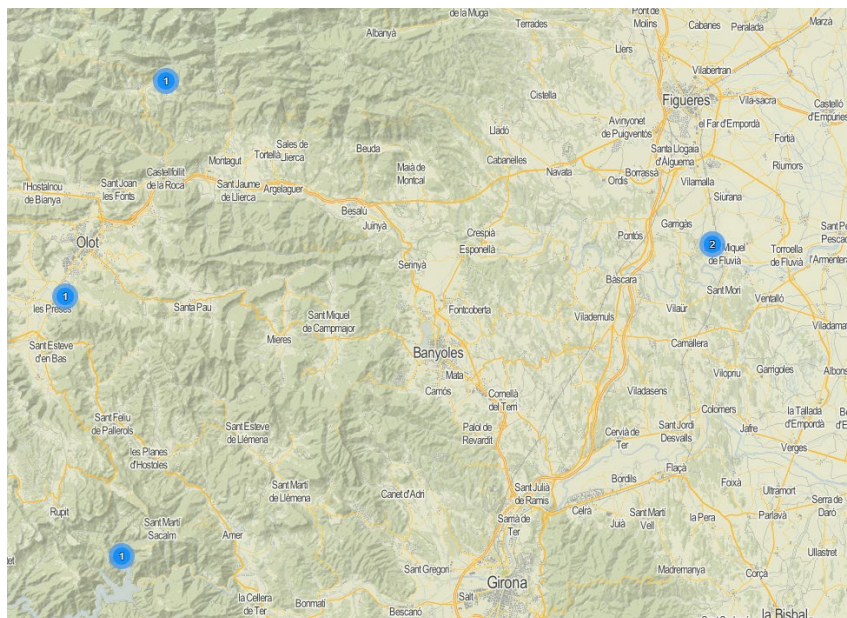 de la Muga
Terrades
Pont de
Molins
Cabanes
Peralada
Marzà
Albanyà
Llers
Vilabertran
1
Cistella
Figueres
Vila-sacra
Castelló
d'Empúries
Avinyonet
de Puigventós
el Far d'Empordà
Lladó
Fortià
Sales de
Llierca
Tortellà
Beuda
Santa Llogaia
d'Àlguema
Montagut
Cabanelles
Riumors
Castellfollit
de la Roca
Maià de
Montcal
Navata
Borrassà
Ordis
Vilamalla
l'Hostalnou
de Bianya
Sant Joan
les Fonts
Sant Jaume
de Llierca
Argelaguer
Siurana
Besalú
Juinyà
Garrigàs
Crespià
Pontós
Sant Pe
Pescac
Olot
Esponellà
2
Miquel
de Fluvià
Torroella
de Fluvià
l'Armentera
Serinyà
Bàscara
Sant Mori
Ventalló
1
les Preses
Santa Pau
Fontcoberta
Vilaür
Sant Miquel
de Campmajor
Vilademuls
Viladamat
Mieres
Camallera
Sant Esteve
d'en Bas
Banyoles
Mata
Vilopriu
Garrigoles
Albons
Camós
Cornellà
del Terri
Viladasens
Colomers
la Tallada
d'Empordà
Sant Feliu
de Pallerols
Sant Esteve
de Llémena
Palol de
Revardit
Cervià de
Ter
Sant Jordi
Desvalls
Jafre
Verges
les Planes
d'Hostoles
Flaçà
Bordils
Foixà
Sant Martí
de Llémena
Canet d'Adri
Sant Julià
de Ramis
Ultramort
Serra de
Daró
Rupit
Celrà
Sant Martí
Vell
Juià
la Pera
Parlavà
Sant Martí
Sacalm
Amer
Sarrià de
Ter
Ullastret
1
Sant Gregori
Madremanya
Corçà
Girona
la Cellera
de Ter
Bonmatí
Salt
Bescanó
la Bisbal